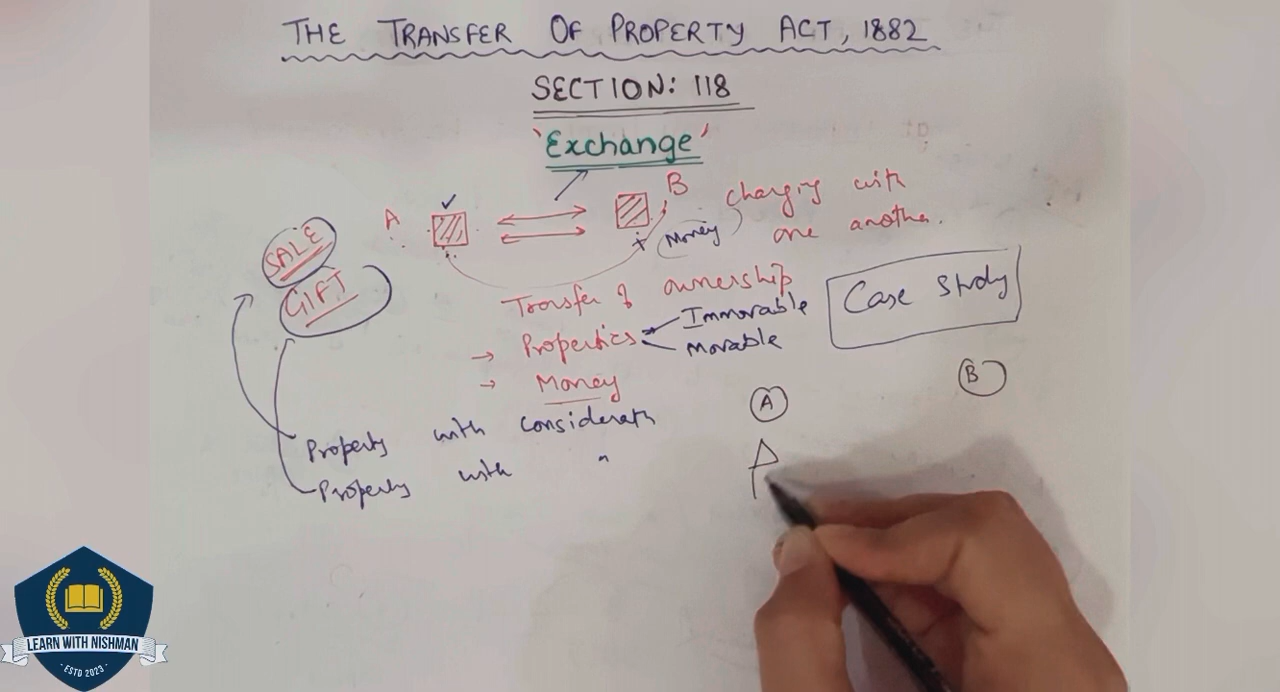 THE TRANSFER OF PROPERTY ACT, 1882
SECTION: 118
'Exchange'
A
B
changing with
one another.
Money
SALE
GIFT
Transfer of ownership
→ Properties
Immovable
Movable
→ Money
Case Study
A
B
Property with
Property with "
LEARN WITH NISHMAN
· ESTD 2023 ·